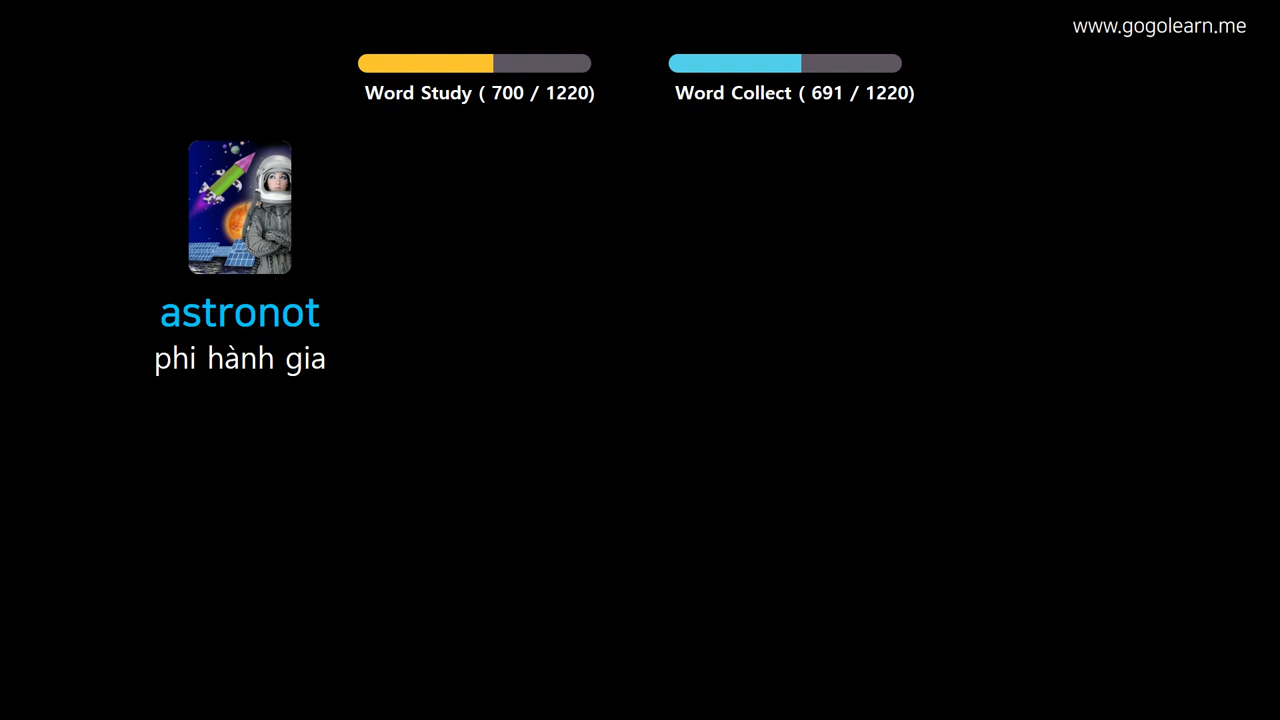 www.gogolearn.me
Word Study ( 700 / 1220)
Word Collect ( 691 / 1220)
astronot
phi hành gia